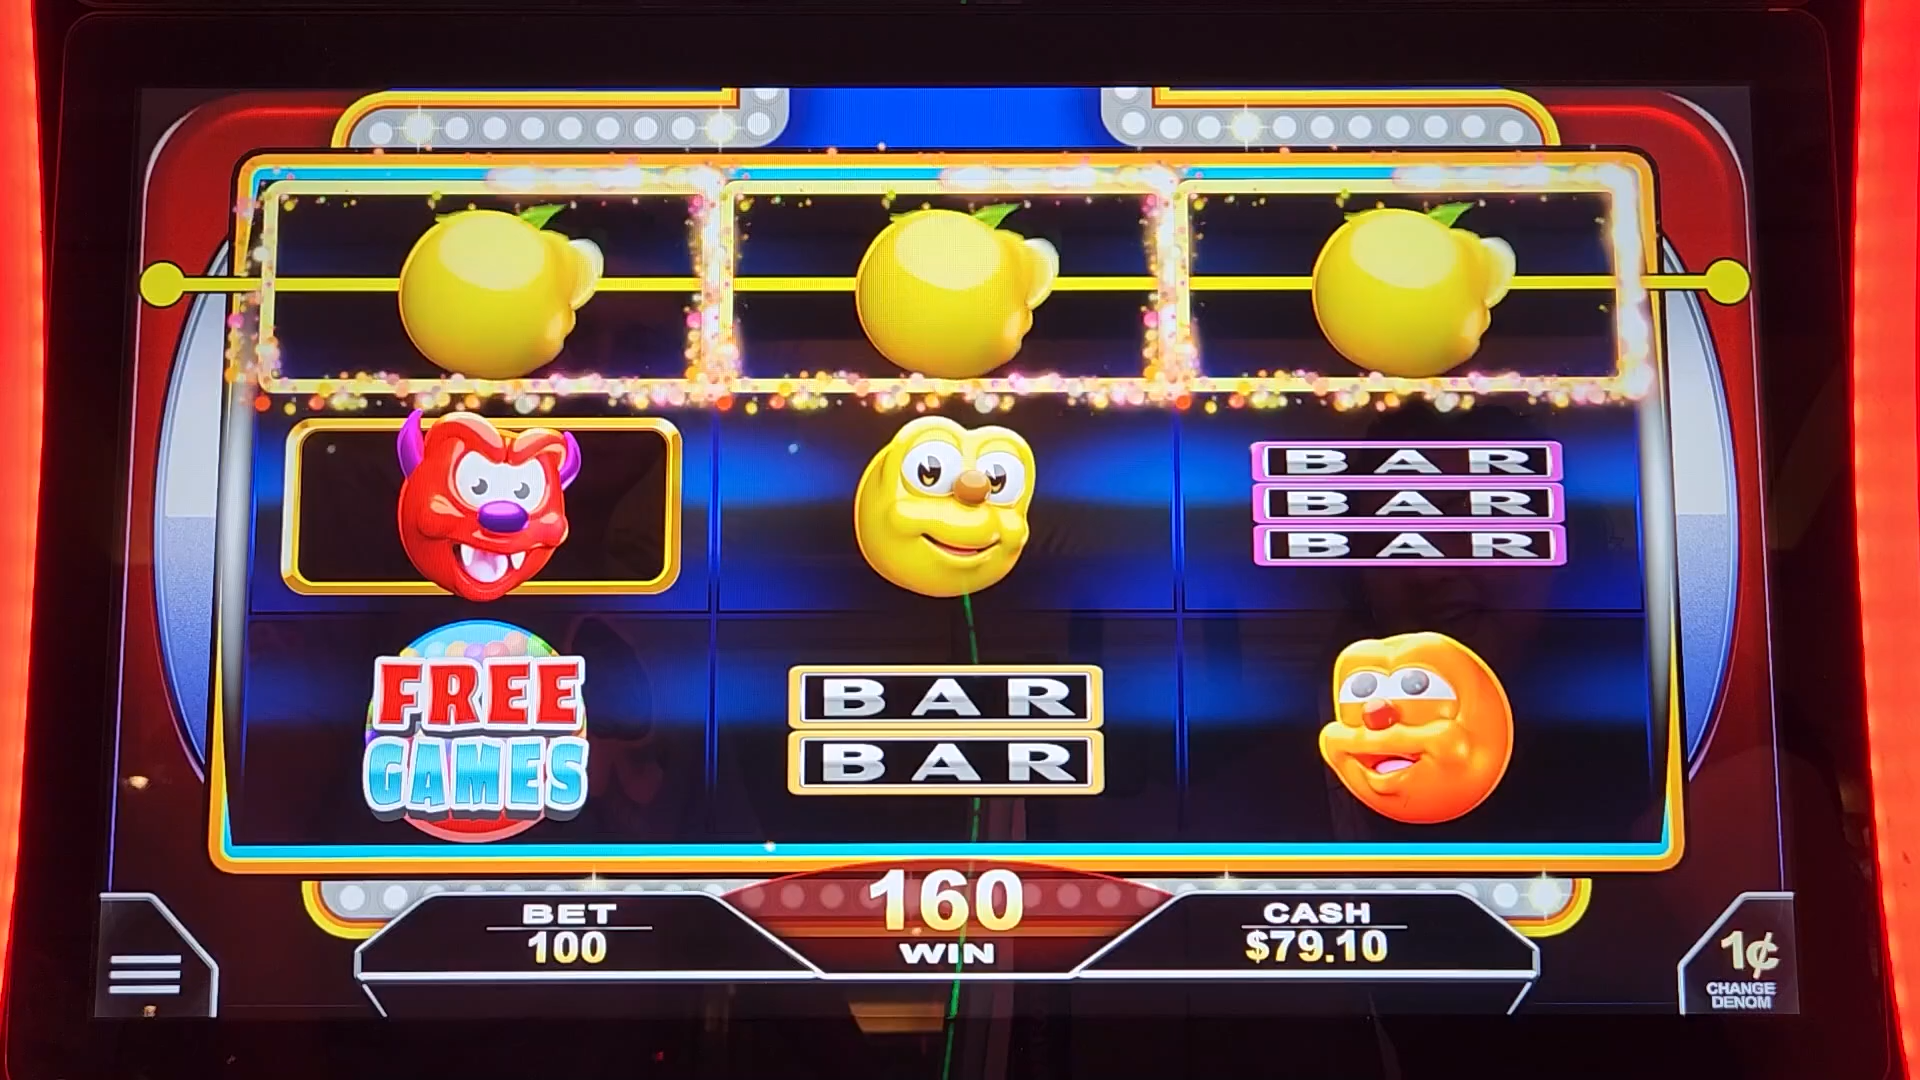 BAR
BAR
BAR
FREE
GAMES
BAR
BAR
BET
100
160
WIN
CASH
$79.10
1¢
CHANGE
DENOM